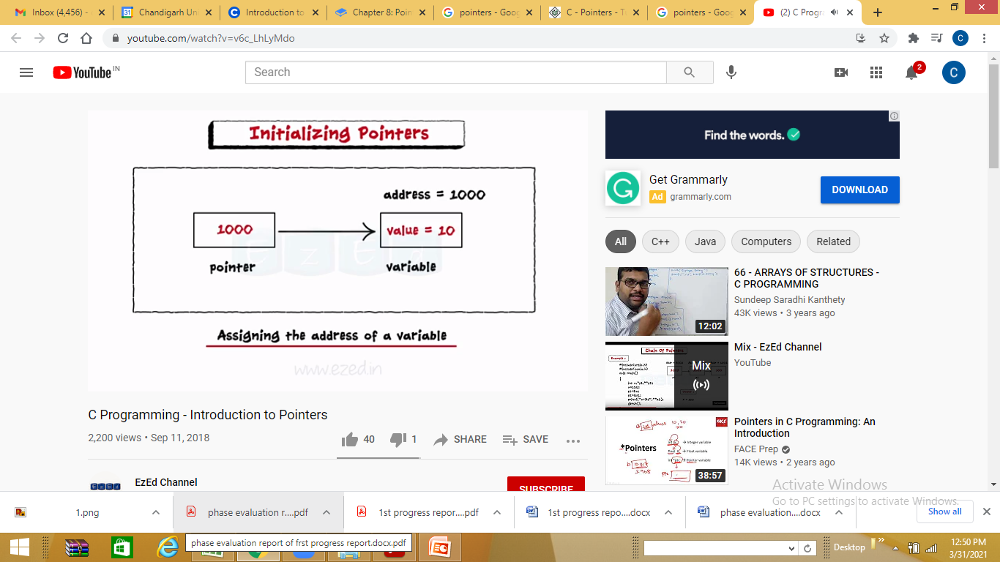 Inbox (4,456) -
Chandigarh Un
Introduction to
Chapter 8: Poin
pointers - Goog
C - Pointers - T
pointers - Goog
(2) C Progr
youtube.com/watch?v=v6c_LhLyMdo
C
YouTube IN
Search
2
C
Initializing Pointers
address = 1000
1000
value = 10
pointer
variable
Assigning the address of a variable
www.ezed.in
C Programming - Introduction to Pointers
2,200 views • Sep 11, 2018
40
1
SHARE
SAVE
EzEd Channel
SUBSCRIBE
Find the words.
Get Grammarly
Ad grammarly.com
DOWNLOAD
All
C++
Java
Computers
Related
66 - ARRAYS OF STRUCTURES -
C PROGRAMMING
Sundeep Saradhi Kanthety
43K views • 3 years ago
12:02
Chain Of Pointers
Mix
Mix - EzEd Channel
YouTube
*Pointers
FACE
38:57
Pointers in C Programming: An
Introduction
FACE Prep
14K views • 2 years ago
Activate Windows
Go to PC settings to activate Windows.
1.png
phase evaluation r....pdf
1st progress repor....pdf
1st progress repo....docx
phase evaluation....docx
Show all
phase evaluation report of frst progress report.docx.pdf
Desktop
12:50 PM
3/31/2021